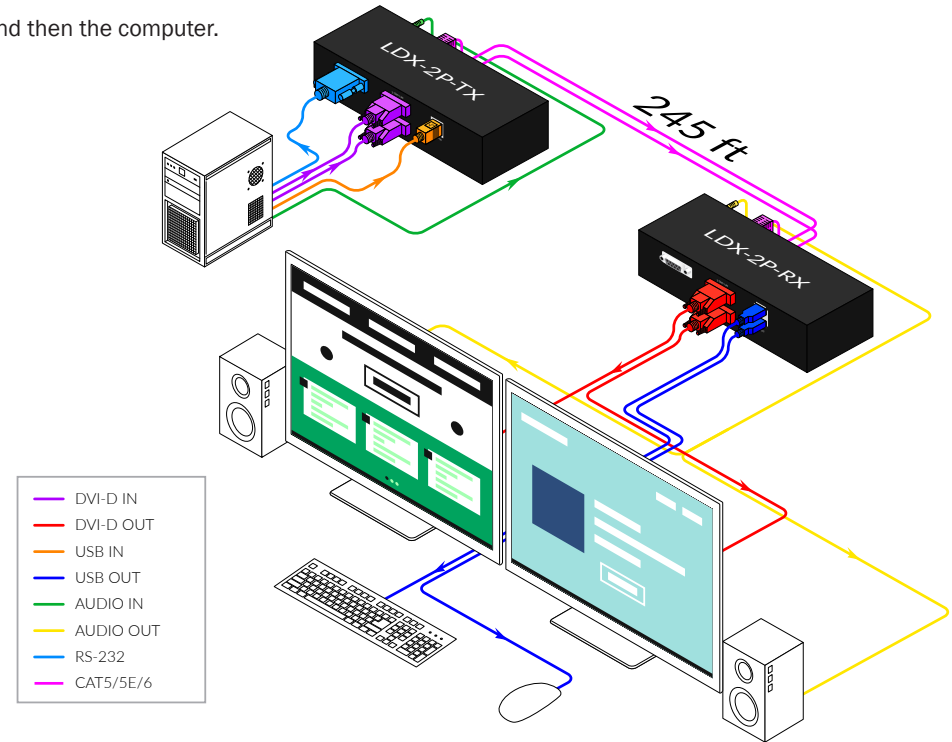 nd then the computer.
LDX-2P-TX
245 ft
LDX-2P-RX
DVI-D IN
DVI-D OUT
USB IN
USB OUT
AUDIO IN
AUDIO OUT
RS-232
CAT5/5E/6